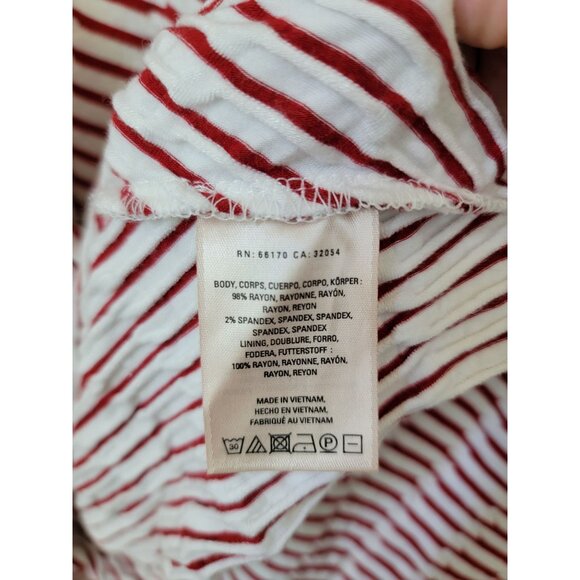 RN: 66170 CA: 32054
BODY, CORPS, CUERPO, CORPO, KÖRPER :
98% RAYON, RAYONNE, RAYÓN,
RAYON, REYON
2% SPANDEX, SPANDEX, SPANDEX,
SPANDEX, SPANDEX
LINING, DOUBLURE, FORRO,
FODERA, FUTTERSTOFF :
100% RAYON, RAYONNE, RAYÓN,
RAYON, REYON
MADE IN VIETNAM,
HECHO EN VIETNAM,
FABRIQUÉ AU VIETNAM
30 P